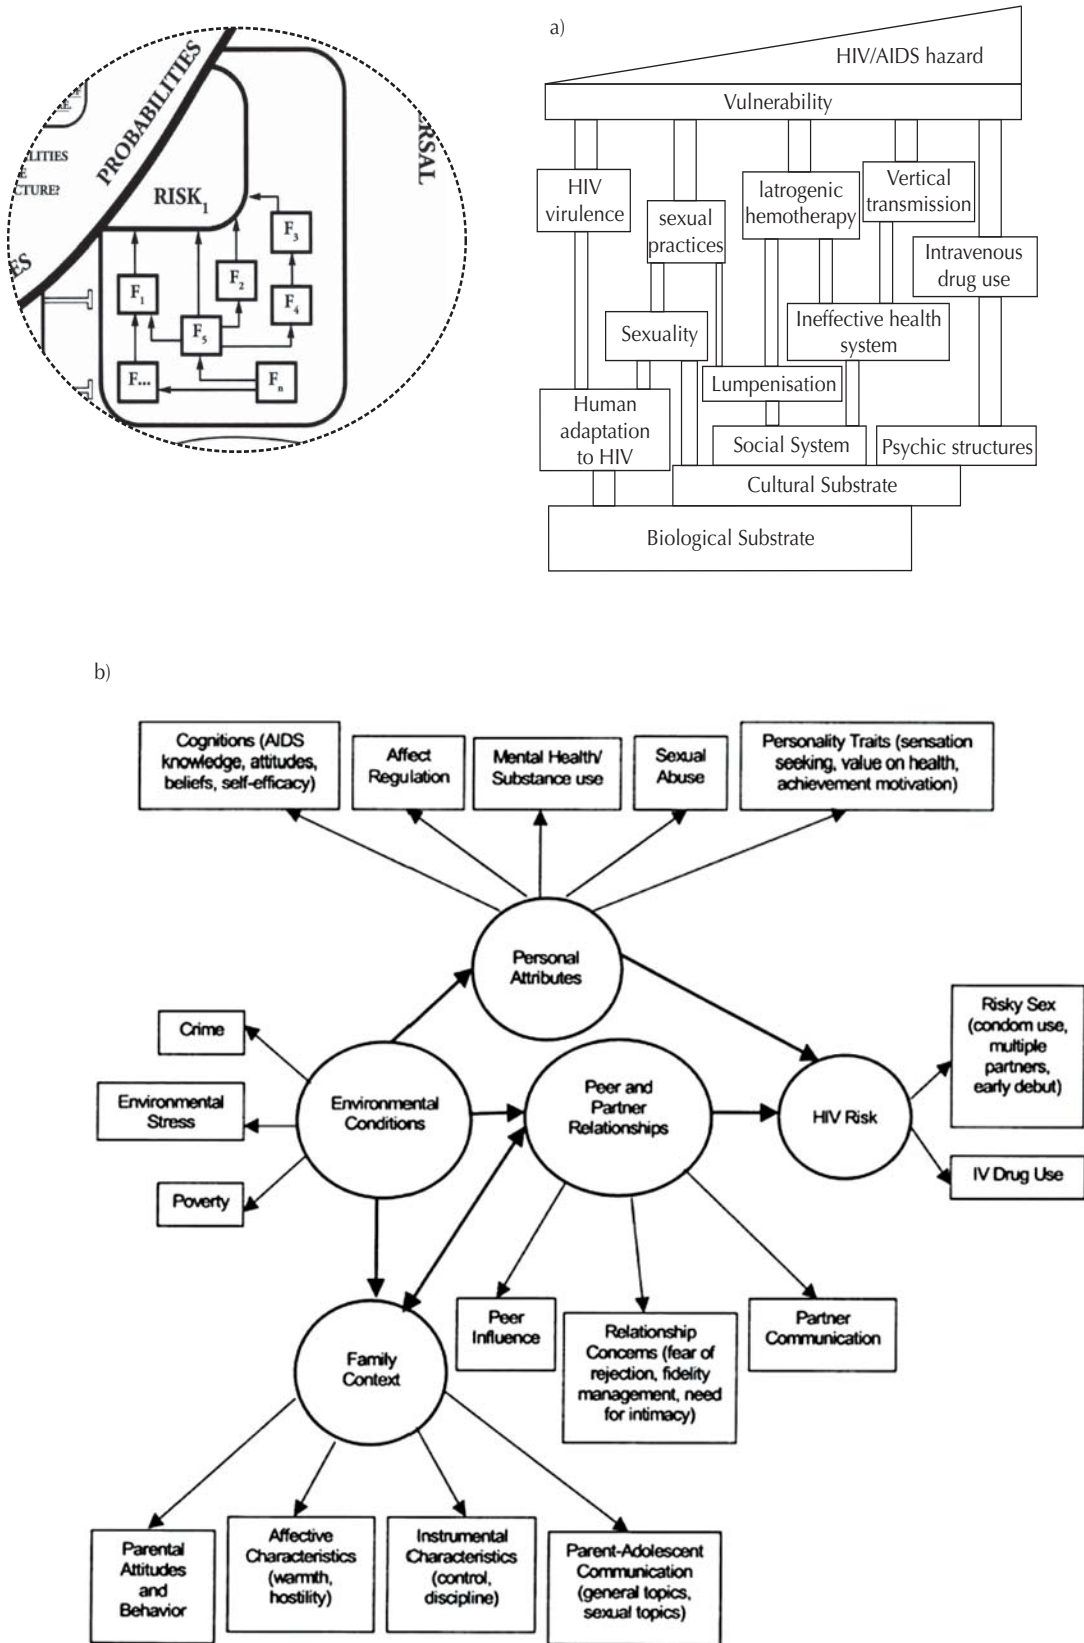 PROBABILITIES
LITIES
E
CTURE?
ERSAL
ES
RISK1
F3
F2
F1
F4
F5
F...
Fn
a)
HIV/AIDS hazard
Vulnerability
HIV
virulence
sexual
practices
Iatrogenic
hemotherapy
Vertical
transmission
Intravenous
drug use
Sexuality
Ineffective health
system
Lumpenisation
Human
adaptation
to HIV
Social System
Psychic structures
Cultural Substrate
Biological Substrate
b)
Cognitions (AIDS
knowledge, attitudes,
beliefs, self-efficacy)
Affect
Regulation
Mental Health/
Substance use
Sexual
Abuse
Personality Traits (sensation
seeking, value on health,
achievement motivation)
Personal
Attributes
Crime
Environmental
Stress
Poverty
Environmental
Conditions
Peer and
Partner
Relationships
HIV Risk
Risky Sex
(condom use,
multiple
partners,
early debut)
IV Drug Use
Family
Context
Peer
Influence
Relationship
Concerns (fear of
rejection, fidelity
management, need
for intimacy)
Partner
Communication
Parental
Attitudes
and
Behavior
Affective
Characteristics
(warmth,
hostility)
Instrumental
Characteristics
(control,
discipline)
Parent-Adolescent
Communication
(general topics,
sexual topics)